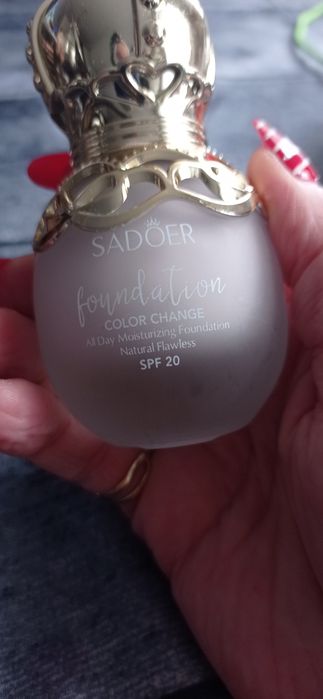 SADOER
foundation
COLOR CHANGE
All Day Moisturizing Foundation
Natural Flawless
SPF 20